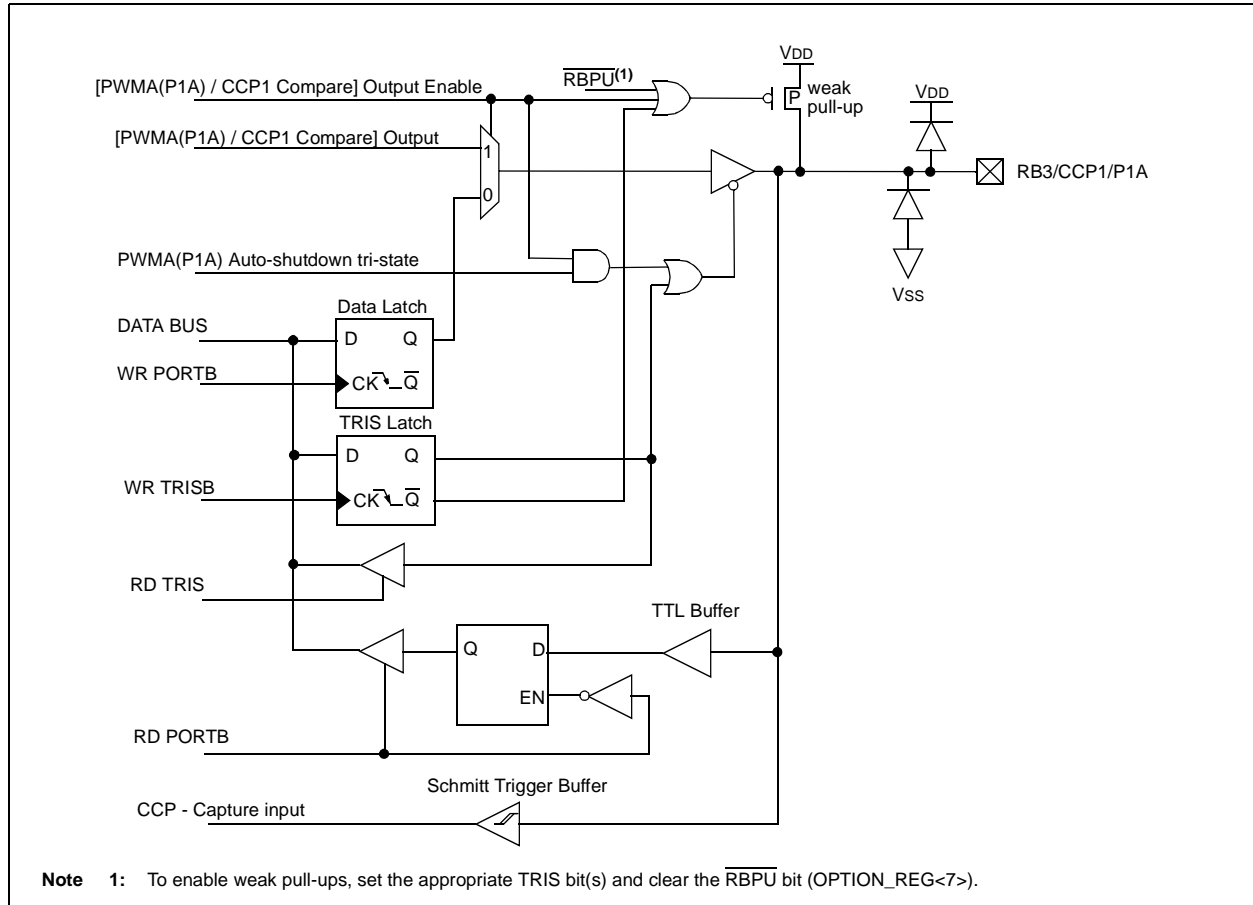 VDD
[PWMA(P1A) / CCP1 Compare] Output Enable
RBPU(1)
P
weak
pull-up
VDD
[PWMA(P1A) / CCP1 Compare] Output
1
0
RB3/CCP1/P1A
PWMA(P1A) Auto-shutdown tri-state
VSS
Data Latch
DATA BUS
D Q
WR PORTB
CK Q
TRIS Latch
D Q
WR TRISB
CK Q
RD TRIS
TTL Buffer
Q D
EN
RD PORTB
Schmitt Trigger Buffer
CCP - Capture input
Note 1: To enable weak pull-ups, set the appropriate TRIS bit(s) and clear the RBPU bit (OPTION_REG<7>).